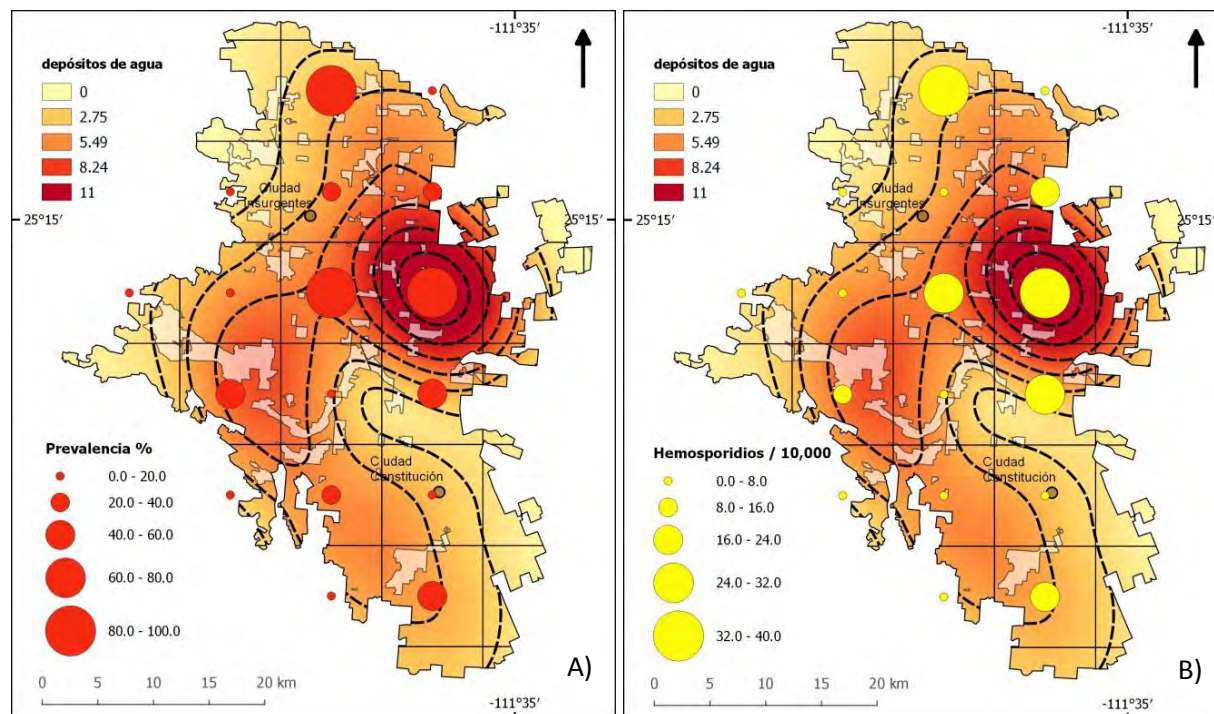 -111°35'
depósitos de agua
0
2.75
5.49
8.24
11
Ciudad
Insurgentes
25°15'
25°15'
Ciudad
Constitución
Prevalencia %
0.0 - 20.0
20.0 - 40.0
40.0 - 60.0
60.0 - 80.0
80.0 - 100.0
0 5 10 15 20 km
-111°35'
A)
-111°35'
depósitos de agua
0
2.75
5.49
8.24
11
Ciudad
Insurgentes
25°15'
Ciudad
Constitución
Hemosporidios / 10,000
0.0 - 8.0
8.0 - 16.0
16.0 - 24.0
24.0 - 32.0
32.0 - 40.0
0 5 10 15 20 km
-111°35'
B)